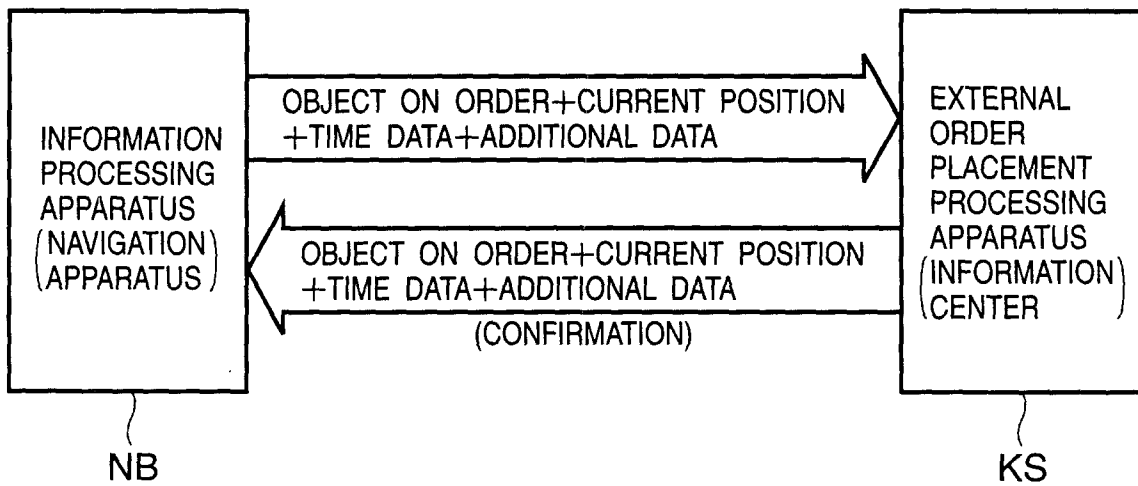 INFORMATION
PROCESSING
APPARATUS
(NAVIGATION
APPARATUS)
OBJECT ON ORDER+CURRENT POSITION
+TIME DATA+ADDITIONAL DATA
OBJECT ON ORDER+CURRENT POSITION
+TIME DATA+ADDITIONAL DATA
(CONFIRMATION)
EXTERNAL
ORDER
PLACEMENT
PROCESSING
APPARATUS
(INFORMATION
CENTER)
NB
KS